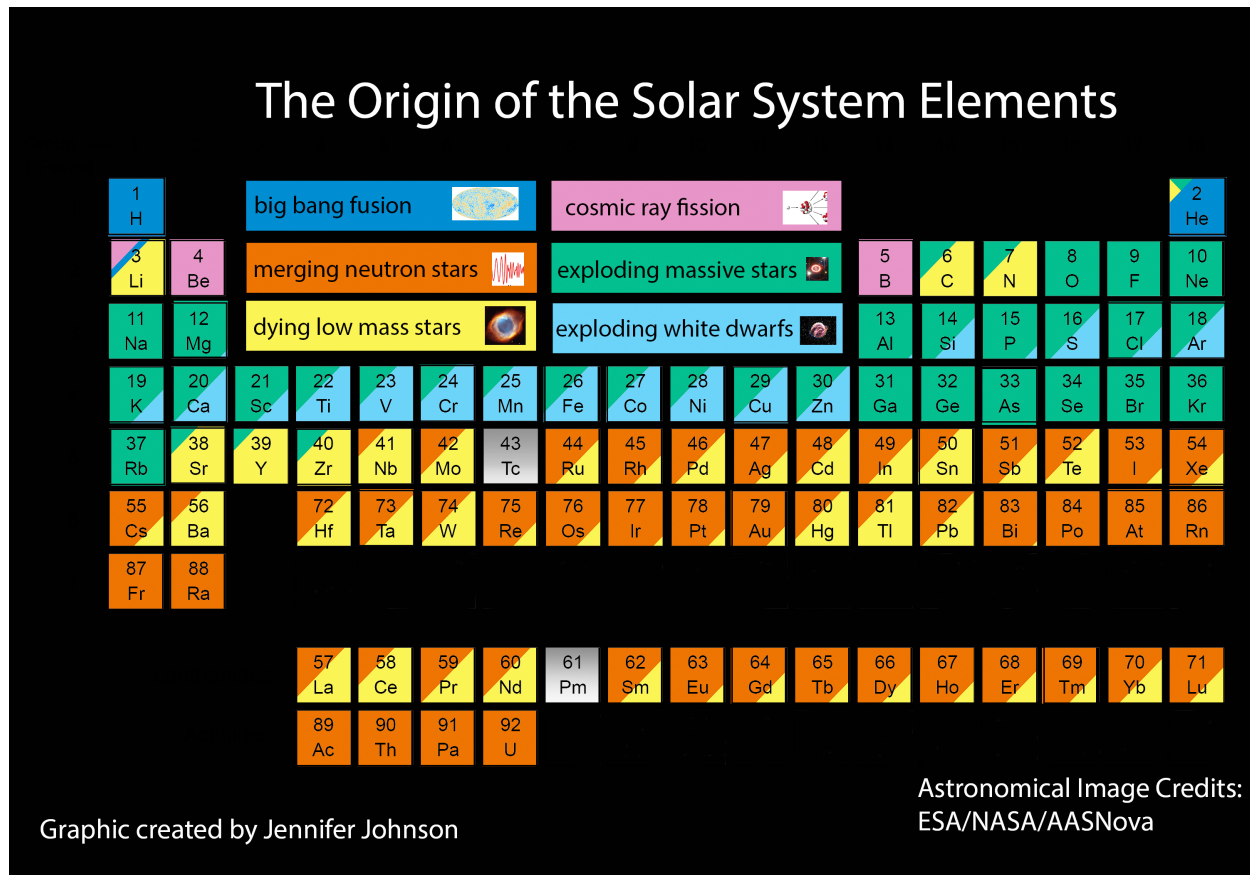 The Origin of the Solar System Elements
1 H
big bang fusion
cosmic ray fission
2 He
3 Li
4 Be
merging neutron stars
exploding massive stars
5 B
6 C
7 N
8 O
9 F
10 Ne
11 Na
12 Mg
dying low mass stars
exploding white dwarfs
13 Al
14 Si
15 P
16 S
17 Cl
18 Ar
19 20 21 22 23 24 25 26 27 28 29 30 31 32 33 34 35 36
K Ca Sc Ti V Cr Mn Fe Co Ni Cu Zn Ga Ge As Se Br Kr
37 38 39 40 41 42 43 44 45 46 47 48 49 50 51 52 53 54
Rb Sr Y Zr Nb Mo Tc Ru Rh Pd Ag Cd In Sn Sb Te I Xe
55 56 72 73 74 75 76 77 78 79 80 81 82 83 84 85 86
Cs Ba Hf Ta W Re Os Ir Pt Au Hg Tl Pb Bi Po At Rn
87 88
Fr Ra
57 58 59 60 61 62 63 64 65 66 67 68 69 70 71
La Ce Pr Nd Pm Sm Eu Gd Tb Dy Ho Er Tm Yb Lu
89 90 91 92
Ac Th Pa U
Graphic created by Jennifer Johnson
Astronomical Image Credits:
ESA/NASA/AASNova